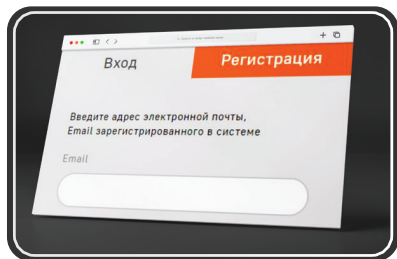 Вход
Регистрация
Введите адрес электронной почты,
Email зарегистрированного в системе
Email